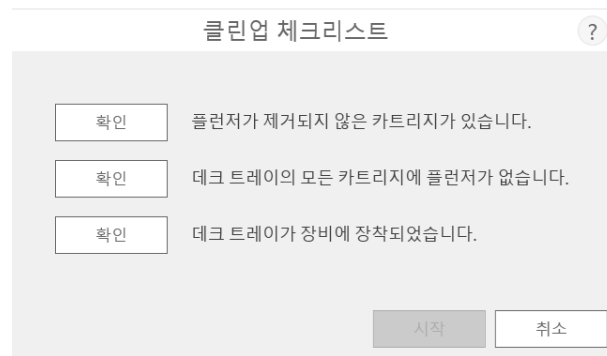 클린업 체크리스트 ?
확인 플런저가 제거되지 않은 카트리지가 있습니다.
확인 데크 트레이의 모든 카트리지에 플런저가 없습니다.
확인 데크 트레이가 장비에 장착되었습니다.
시작 취소